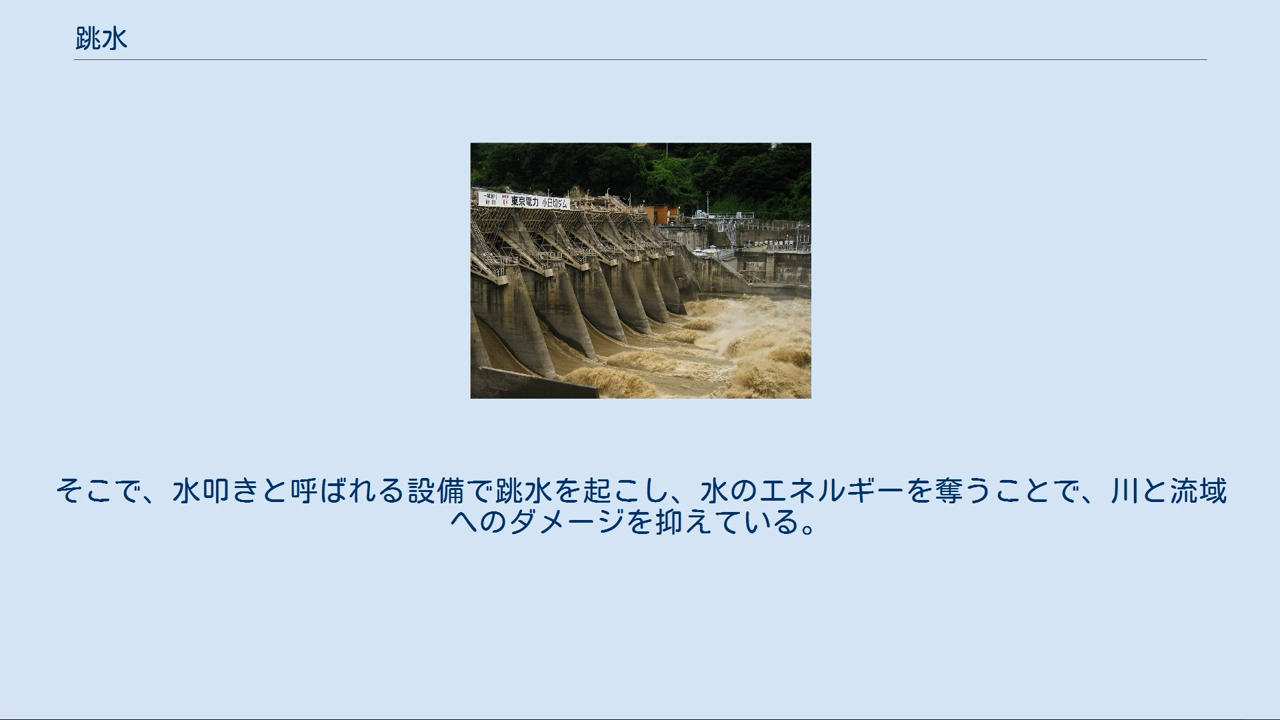 跳水
東京電力 小田切ダム
そこで、水叩きと呼ばれる設備で跳水を起こし、水のエネルギーを奪うことで、川と流域
へのダメージを抑えている。